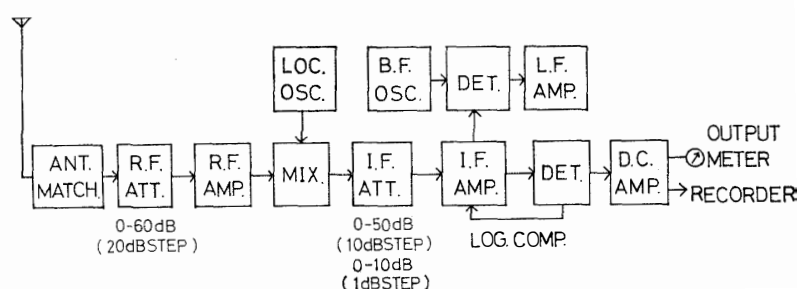 LOC.
OSC.
B.F.
OSC.
DET.
L.F.
AMP.
ANT.
MATCH.
R.F.
ATT.
R.F.
AMP.
MIX.
I.F.
ATT.
I.F.
AMP.
DET.
D.C.
AMP.
OUTPUT
METER
RECORDER
0-60dB
(20dBSTEP)
0-50dB
(10dBSTEP)
0-10dB
(1dBSTEP)
LOG. COMP.